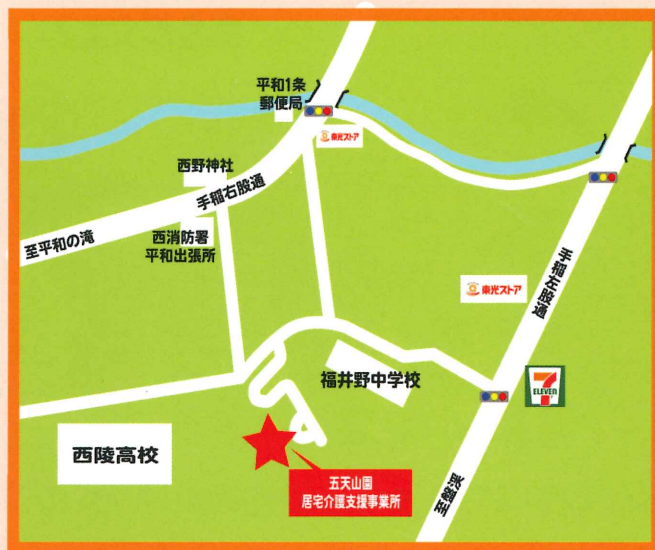 平和1条
郵便局
東光ストア
西野神社
手稲右股通
至平和の滝
西消防署
平和出張所
東光ストア
手稲左股通
福井野中学校
7
ELEVEN
西陵高校
五天山園
居宅介護支援事業所
至盤渓